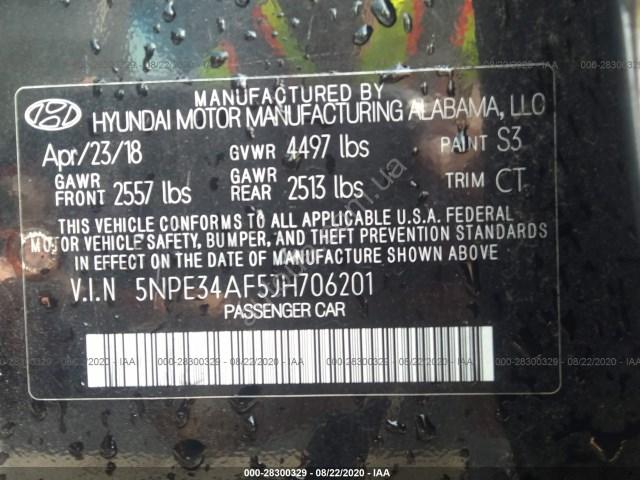 MANUFACTURED BY
HYUNDAI MOTOR MANUFACTURING ALABAMA, LLC
Apr/23/18 GVWR 4497 lbs PAINT S3
GAWR FRONT 2557 lbs GAWR REAR 2513 lbs TRIM CT
THIS VEHICLE CONFORMS TO ALL APPLICABLE U.S.A. FEDERAL
MOTOR VEHICLE SAFETY, BUMPER, AND THEFT PREVENTION STANDARDS
IN EFFECT ON THE DATE OF MANUFACTURE SHOWN ABOVE
V.I.N 5NPE34AF5JH706201
PASSENGER CAR
000-28300329 - 08/22/2020 - IAA